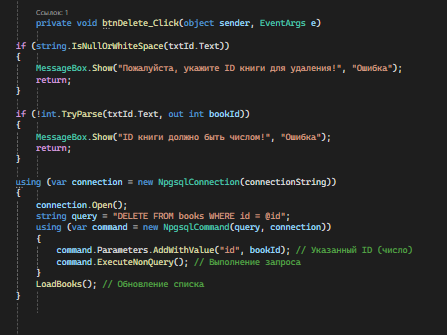 Ссылок: 1
private void btnDelete_Click(object sender, EventArgs e)
if (string.IsNullOrWhiteSpace(txtId.Text))
{
MessageBox.Show("Пожалуйста, укажите ID книги для удаления!", "Ошибка");
return;
}
if (!int.TryParse(txtId.Text, out int bookId))
{
MessageBox.Show("ID книги должно быть числом!", "Ошибка");
return;
}
using (var connection = new NpgsqlConnection(connectionString))
{
connection.Open();
string query = "DELETE FROM books WHERE id = @id";
using (var command = new NpgsqlCommand(query, connection))
{
command.Parameters.AddWithValue("id", bookId); // Указанный ID (число)
command.ExecuteNonQuery(); // Выполнение запроса
}
LoadBooks(); // Обновление списка
}